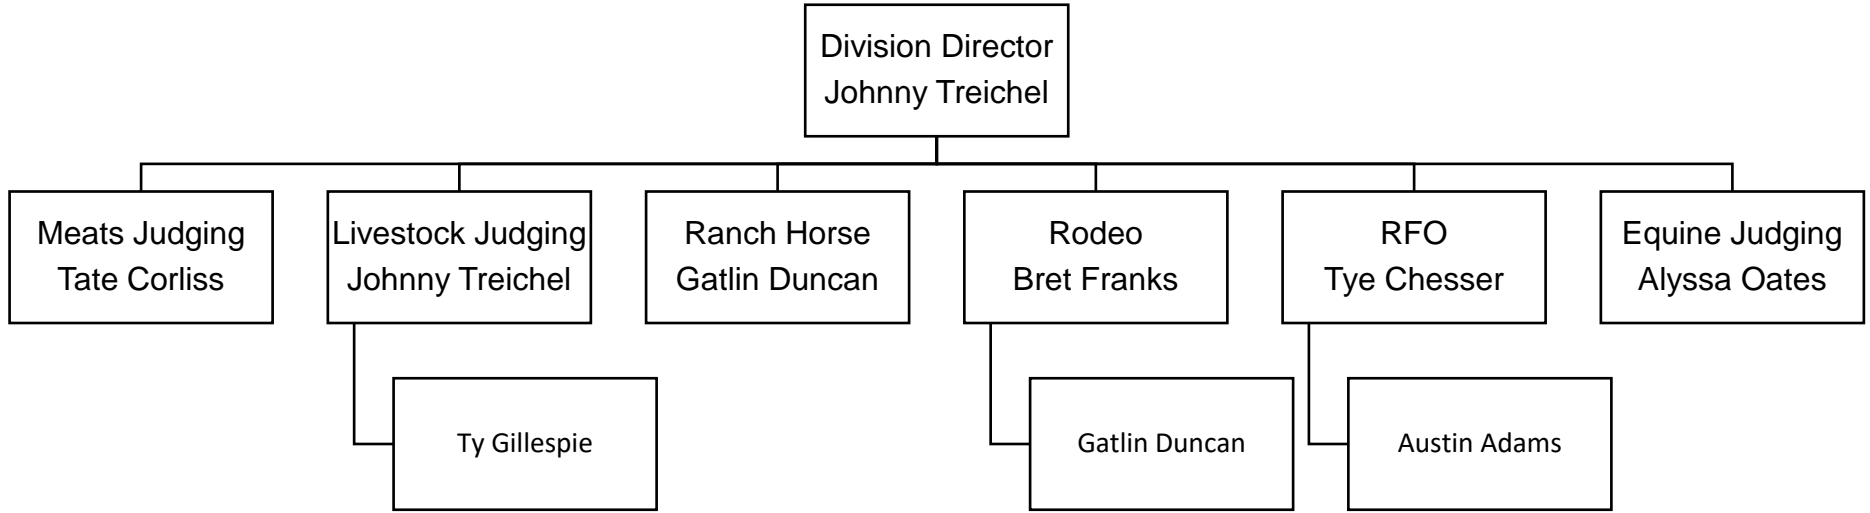 Division Director
Johnny Treichel
Meats Judging
Tate Corliss
Livestock Judging
Johnny Treichel
Ranch Horse
Gatlin Duncan
Rodeo
Bret Franks
RFO
Tye Chesser
Equine Judging
Alyssa Oates
Ty Gillespie
Gatlin Duncan
Austin Adams